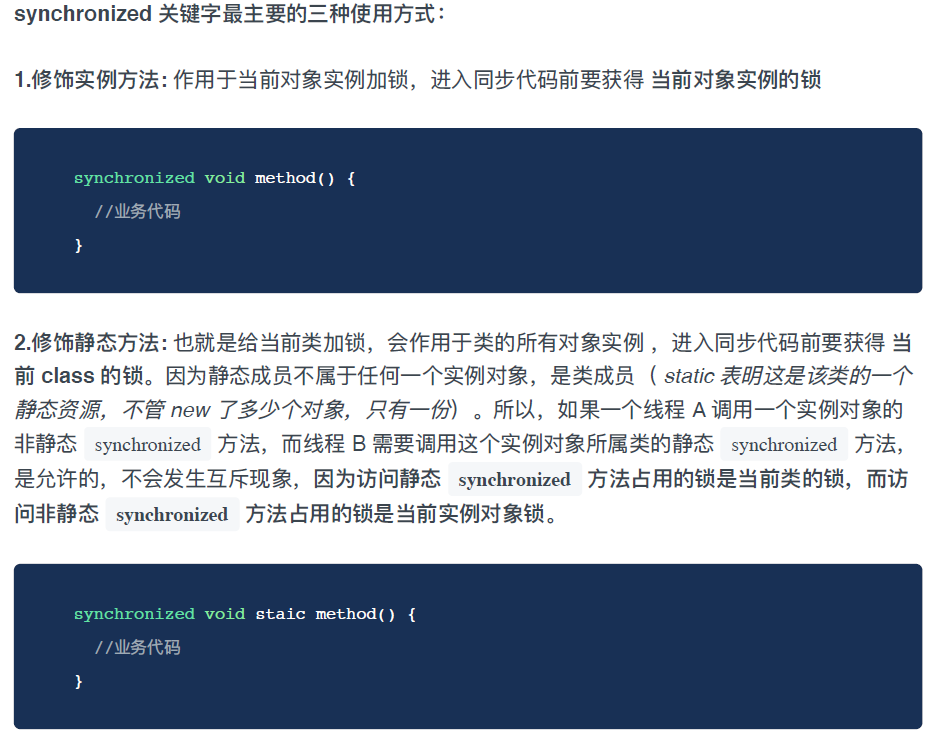 synchronized 关键字最主要的三种使用方式：
1.修饰实例方法: 作用于当前对象实例加锁，进入同步代码前要获得 当前对象实例的锁
synchronized void method() {
//业务代码
}
2.修饰静态方法: 也就是给当前类加锁，会作用于类的所有对象实例 ，进入同步代码前要获得 当
前 class 的锁。因为静态成员不属于任何一个实例对象，是类成员（ static 表明这是该类的一个
静态资源，不管 new 了多少个对象，只有一份）。所以，如果一个线程 A 调用一个实例对象的
非静态 synchronized 方法，而线程 B 需要调用这个实例对象所属类的静态 synchronized 方法，
是允许的，不会发生互斥现象，因为访问静态 synchronized 方法占用的锁是当前类的锁，而访
问非静态 synchronized 方法占用的锁是当前实例对象锁。
synchronized void staic method() {
//业务代码
}